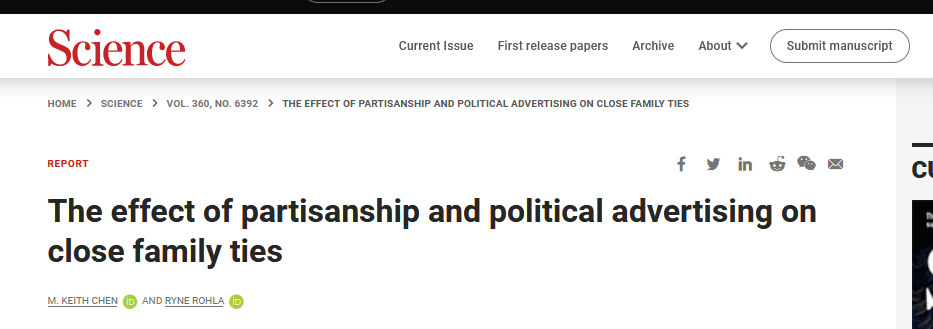 Science
Current Issue First release papers Archive About Submit manuscript
HOME > SCIENCE > VOL. 360, NO. 6392 > THE EFFECT OF PARTISANSHIP AND POLITICAL ADVERTISING ON CLOSE FAMILY TIES
REPORT
The effect of partisanship and political advertising on
close family ties
M. KEITH CHEN iD AND RYNE ROHLA iD